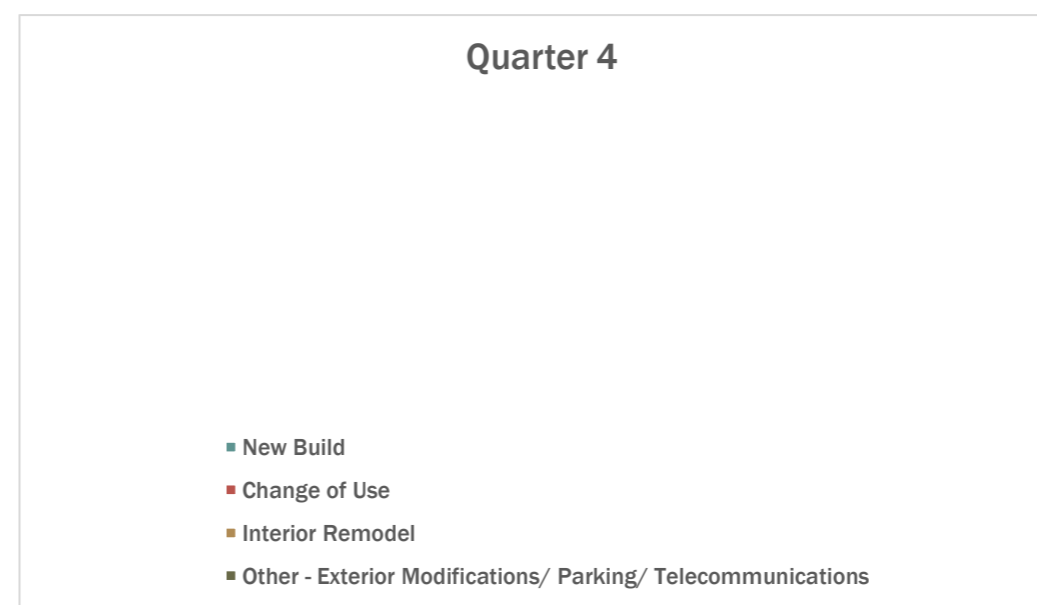 Quarter 4
New Build
Change of Use
Interior Remodel
Other - Exterior Modifications/ Parking/ Telecommunications